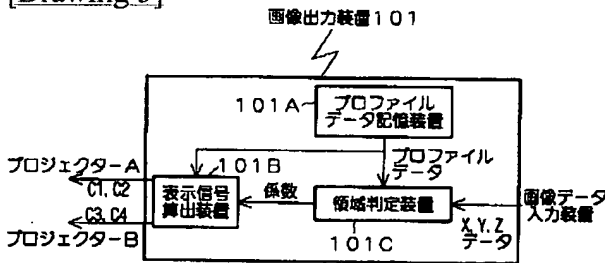 [Drawing 3]
画像出力装置101
101A
プロファイル
データ記憶装置
プロジェクターA
C1, C2
101B
プロファイル
データ
表示信号
算出装置
係数
領域判定装置
画像データ
入力装置
C3, C4
プロジェクターB
101C
X, Y, Z
データ